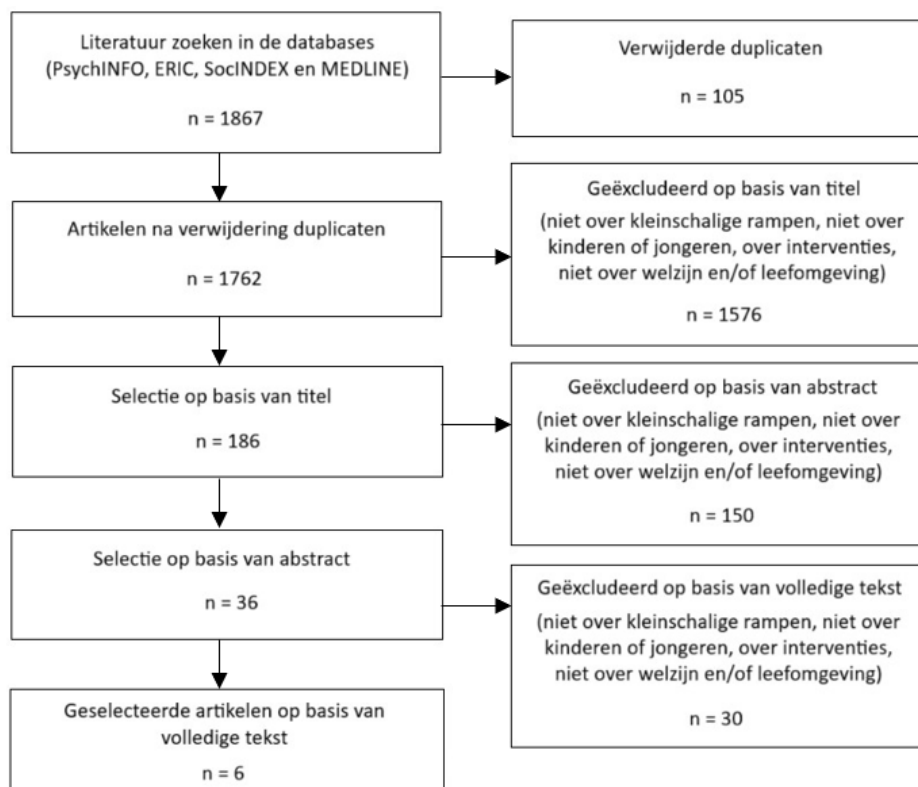 Literatuur zoeken in de databases
(PsychINFO, ERIC, SocINDEX en MEDLINE)
n = 1867
Verwijderde duplicaten
n = 105
Artikelen na verwijdering duplicaten
n = 1762
Geëxcludeerd op basis van titel
(niet over kleinschalige rampen, niet over
kinderen of jongeren, over interventies,
niet over welzijn en/of leefomgeving)
n = 1576
Selectie op basis van titel
n = 186
Geëxcludeerd op basis van abstract
(niet over kleinschalige rampen, niet over
kinderen of jongeren, over interventies,
niet over welzijn en/of leefomgeving)
n = 150
Selectie op basis van abstract
n = 36
Geëxcludeerd op basis van volledige tekst
(niet over kleinschalige rampen, niet over
kinderen of jongeren, over interventies,
niet over welzijn en/of leefomgeving)
n = 30
Geselecteerde artikelen op basis van
volledige tekst
n = 6